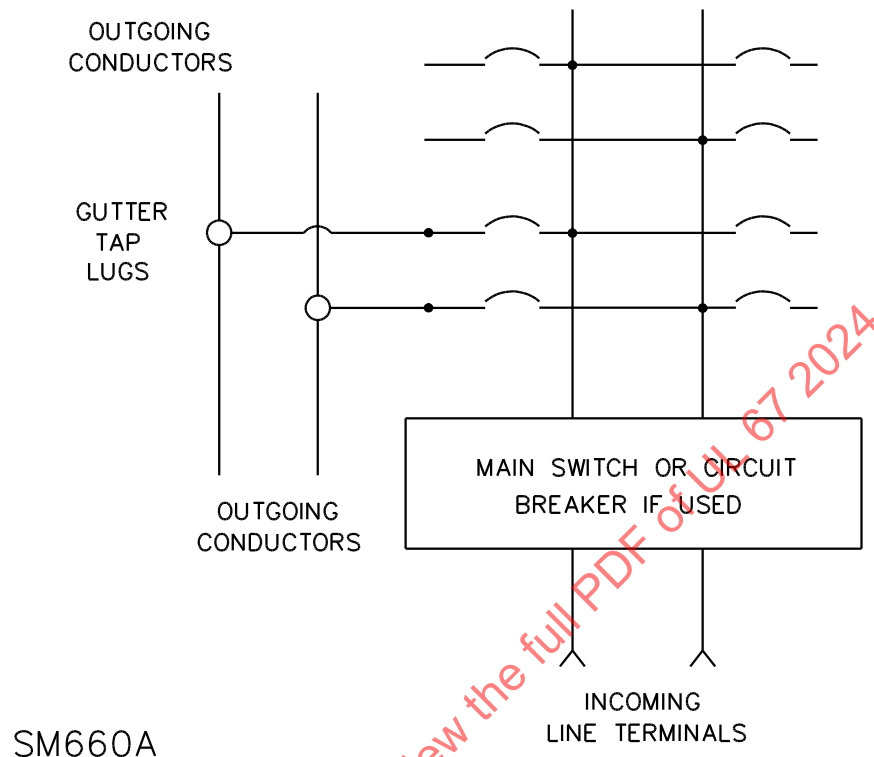 OUTGOING
CONDUCTORS
GUTTER
TAP
LUGS
MAIN SWITCH OR CIRCUIT
BREAKER IF USED
OUTGOING
CONDUCTORS
INCOMING
LINE TERMINALS
SM660A
view the full PDF of UL 67 2024